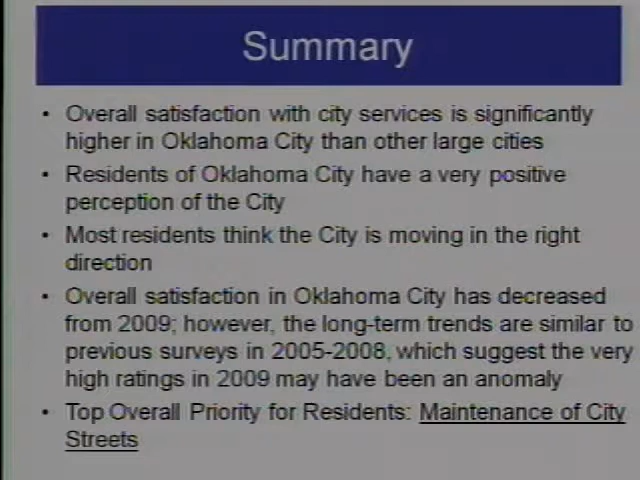 Summary
• Overall satisfaction with city services is significantly
higher in Oklahoma City than other large cities
• Residents of Oklahoma City have a very positive
perception of the City
• Most residents think the City is moving in the right
direction
• Overall satisfaction in Oklahoma City has decreased
from 2009; however, the long-term trends are similar to
previous surveys in 2005-2008, which suggest the very
high ratings in 2009 may have been an anomaly
• Top Overall Priority for Residents: Maintenance of City
Streets